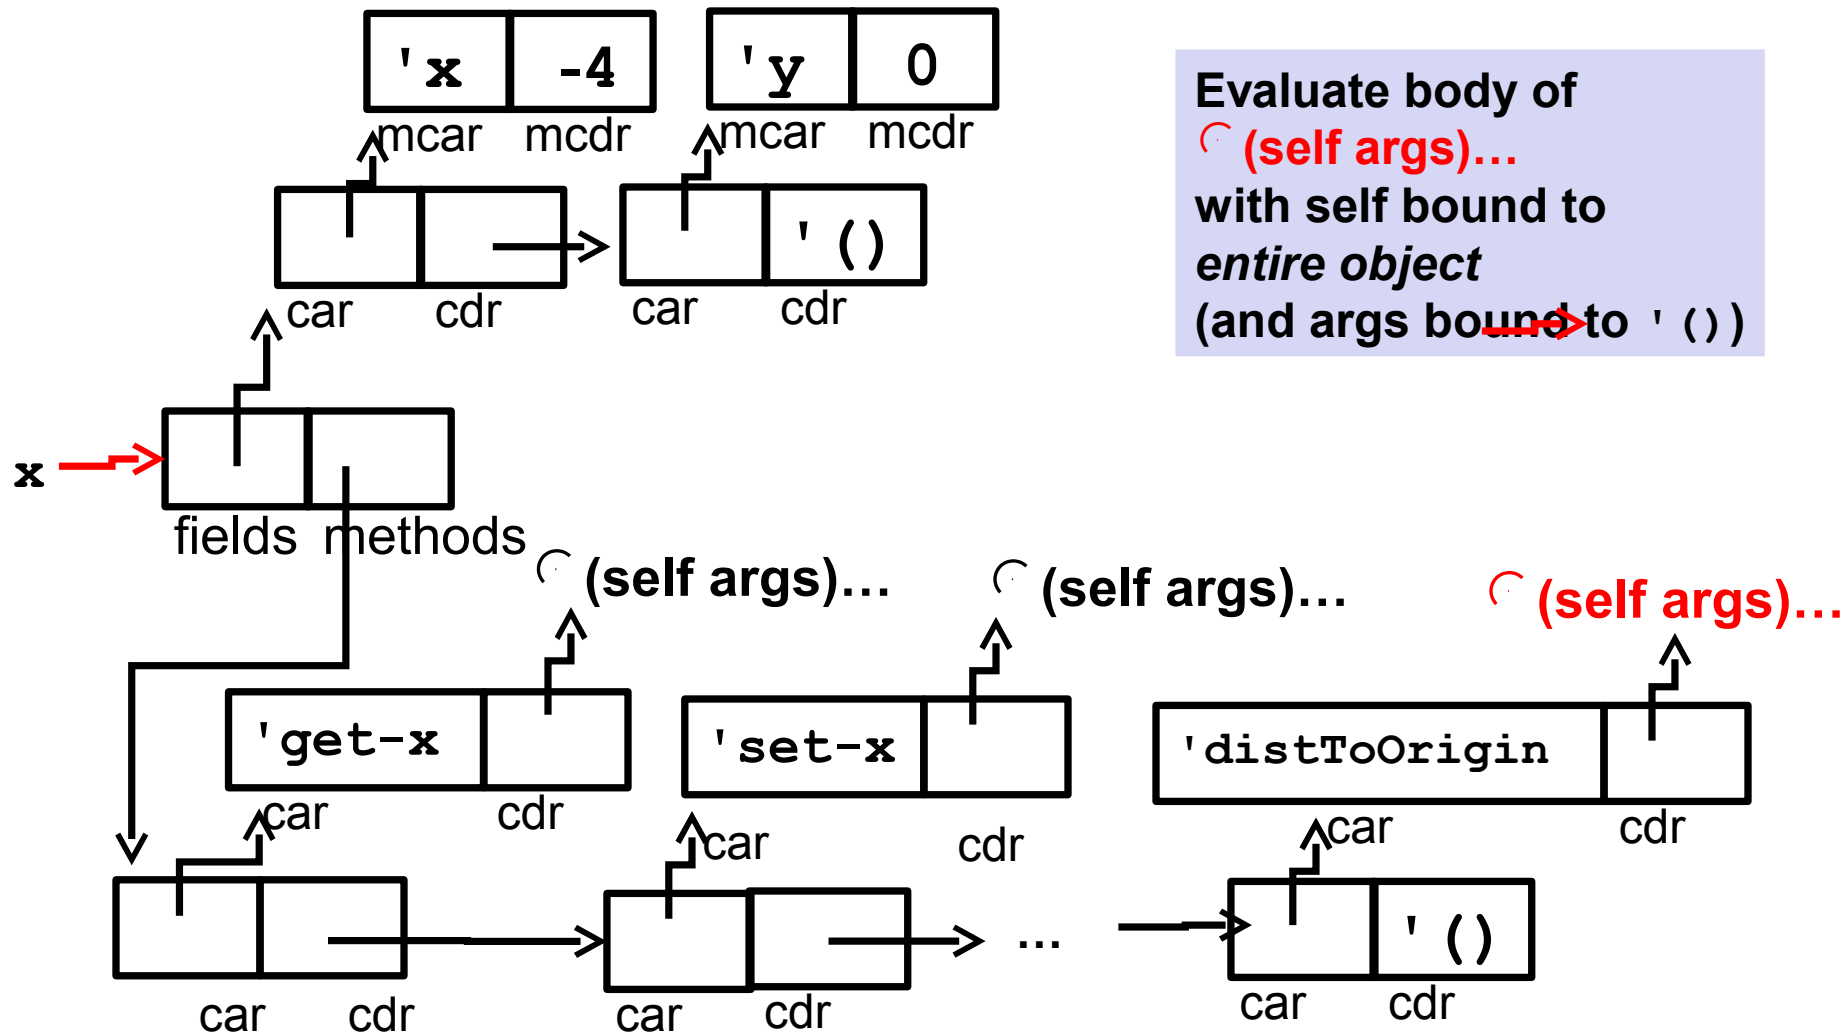 'x -4 'y 0
mcar mcdr mcar mcdr
'()
car cdr car cdr
Evaluate body of
(self args)…
with self bound to
entire object
(and args bound to '())
x
fields methods
(self args)… (self args)… (self args)…
'get-x 'set-x 'distToOrigin
car cdr car cdr car cdr
… '()
car cdr car cdr car cdr